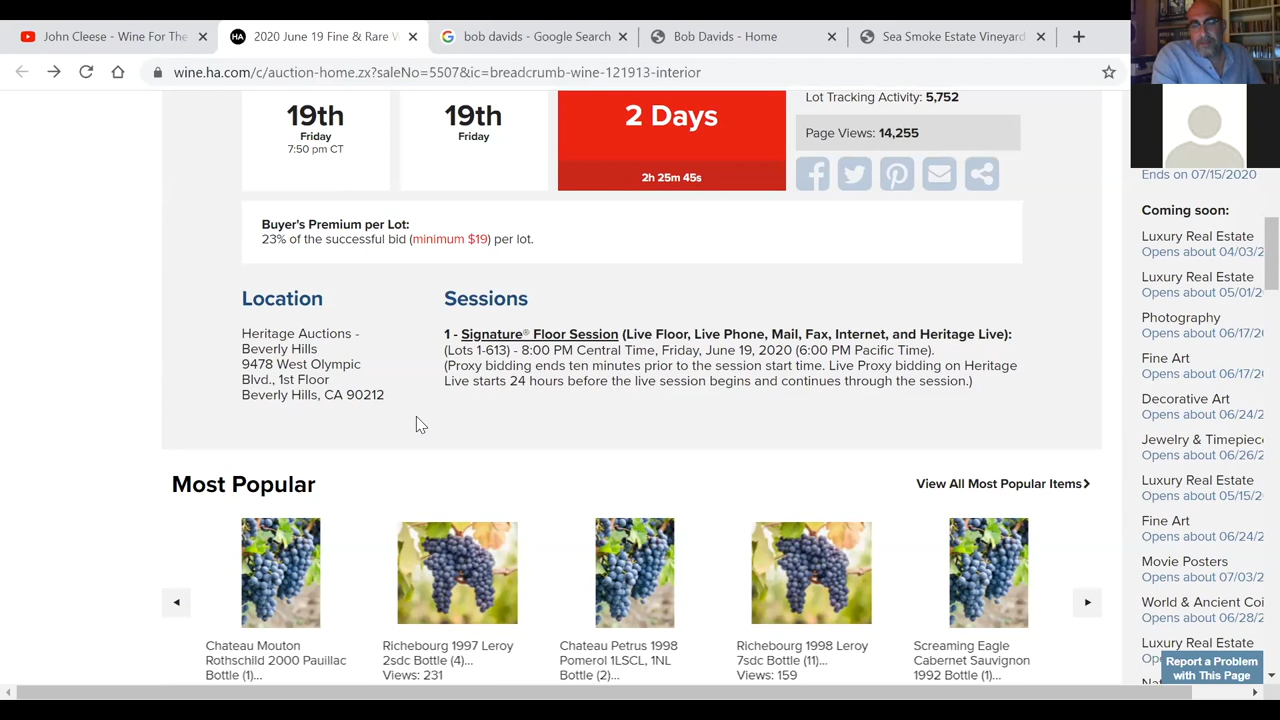 John Cleese - Wine For The
2020 June 19 Fine & Rare W
bob davids - Google Search
Bob Davids - Home
Sea Smoke Estate Vineyard
wine.ha.com/c/auction-home.zx?saleNo=5507&ic=breadcrumb-wine-121913-interior
19th
Friday
7:50 pm CT
19th
Friday
2 Days
2h 25m 45s
Lot Tracking Activity: 5,752
Page Views: 14,255
Buyer's Premium per Lot:
23% of the successful bid (minimum $19) per lot.
Location
Heritage Auctions -
Beverly Hills
9478 West Olympic
Blvd., 1st Floor
Beverly Hills, CA 90212
Sessions
1 - Signature® Floor Session (Live Floor, Live Phone, Mail, Fax, Internet, and Heritage Live):
(Lots 1-613) - 8:00 PM Central Time, Friday, June 19, 2020 (6:00 PM Pacific Time).
(Proxy bidding ends ten minutes prior to the session start time. Live Proxy bidding on Heritage
Live starts 24 hours before the live session begins and continues through the session.)
Most Popular
View All Most Popular Items
Chateau Mouton
Rothschild 2000 Pauillac
Bottle (1)...
Richebourg 1997 Leroy
2sdc Bottle (4)...
Views: 231
Chateau Petrus 1998
Pomerol 1LSCL, 1NL
Bottle (2)...
Richebourg 1998 Leroy
7sdc Bottle (11)...
Views: 159
Screaming Eagle
Cabernet Sauvignon
1992 Bottle (1)...
Ends on 07/15/2020
Coming soon:
Luxury Real Estate
Opens about 04/03/2
Luxury Real Estate
Opens about 05/01/2
Photography
Opens about 06/17/2
Fine Art
Opens about 06/17/2
Decorative Art
Opens about 06/24/2
Jewelry & Timepiec
Opens about 06/26/2
Luxury Real Estate
Opens about 05/15/2
Fine Art
Opens about 06/24/2
Movie Posters
Opens about 07/03/2
World & Ancient Coi
Opens about 06/28/2
Luxury Real Estate
Report a Problem
with This Page